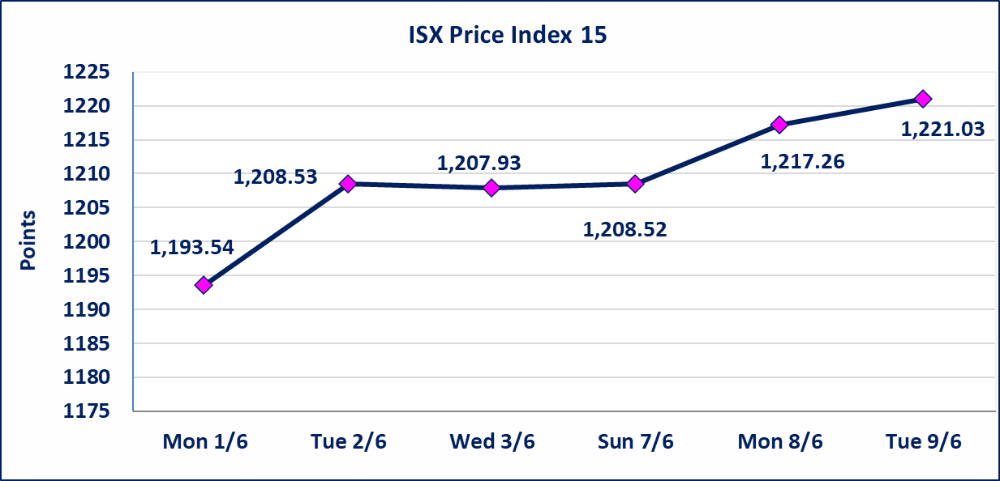 ISX Price Index 15
1225
1220
1215
1210
1205
1200
1195
1190
1185
1180
1175
Points
1,193.54
1,208.53
1,207.93
1,208.52
1,217.26
1,221.03
Mon 1/6
Tue 2/6
Wed 3/6
Sun 7/6
Mon 8/6
Tue 9/6